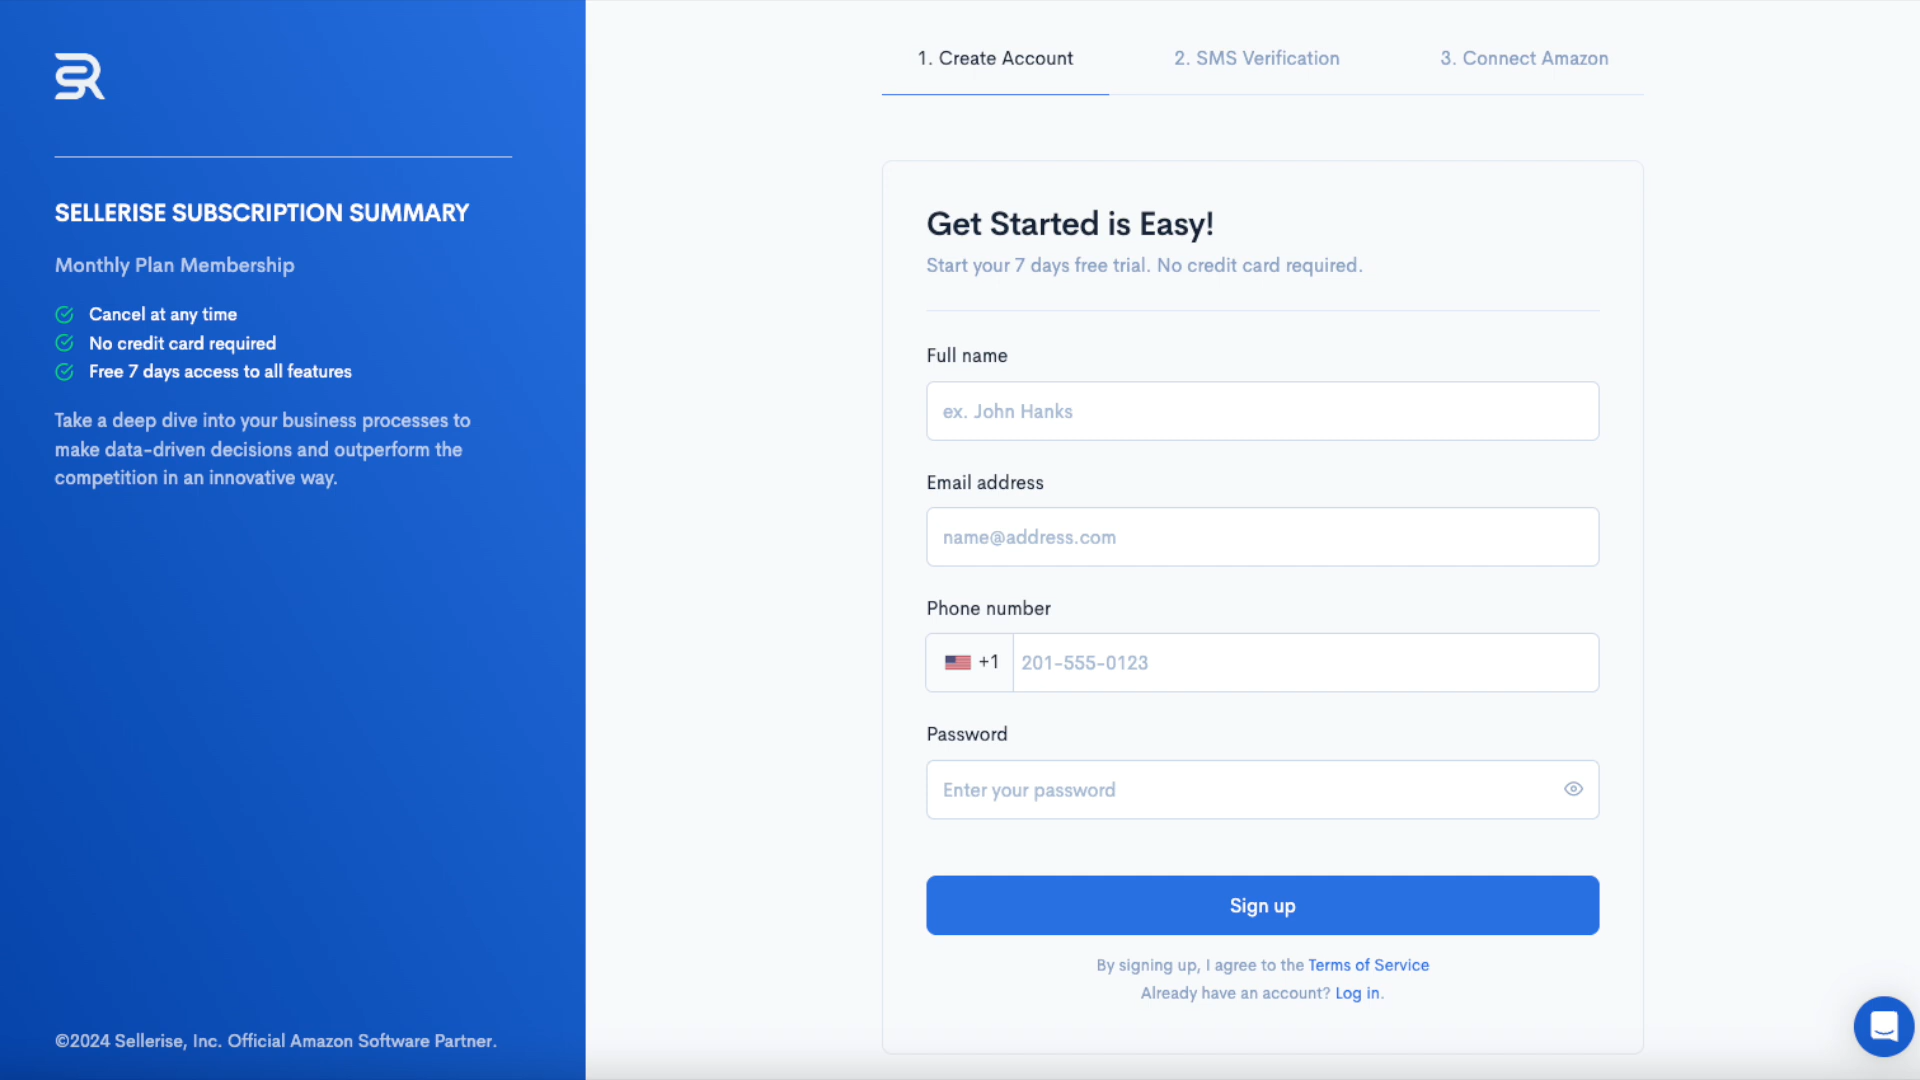 SR
SELLERISE SUBSCRIPTION SUMMARY
Monthly Plan Membership
Cancel at any time
No credit card required
Free 7 days access to all features
Take a deep dive into your business processes to
make data-driven decisions and outperform the
competition in an innovative way.
©2024 Sellerise, Inc. Official Amazon Software Partner.
1. Create Account
2. SMS Verification
3. Connect Amazon
Get Started is Easy!
Start your 7 days free trial. No credit card required.
Full name
ex. John Hanks
Email address
name@address.com
Phone number
+1 201-555-0123
Password
Enter your password
Sign up
By signing up, I agree to the Terms of Service
Already have an account? Log in.